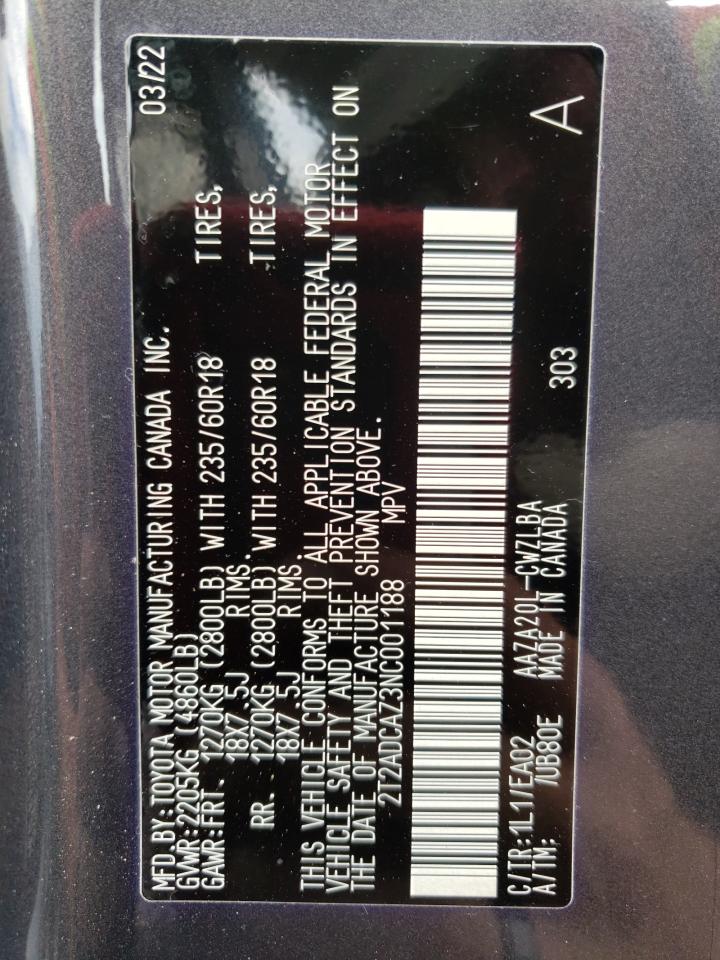 MFD.BY:TOYOTA MOTOR MANUFACTURING CANADA INC. 03/22
GVWR:2205KG (4860LB)
GAWR:FRT. 1270KG (2800LB) WITH 235/60R18 TIRES,
18X7.5J RIMS.
RR. 1270KG (2800LB) WITH 235/60R18 TIRES,
18X7.5J RIMS.
THIS VEHICLE CONFORMS TO ALL APPLICABLE FEDERAL MOTOR
VEHICLE SAFETY AND THEFT PREVENTION STANDARDS IN EFFECT ON
THE DATE OF MANUFACTURE SHOWN ABOVE.
2T2ADCAZ3NC001188 MPV
A
C/TR:1L1/EA02 AAZA20L-CWZLBA
A/TM: /UB80E MADE IN CANADA 303